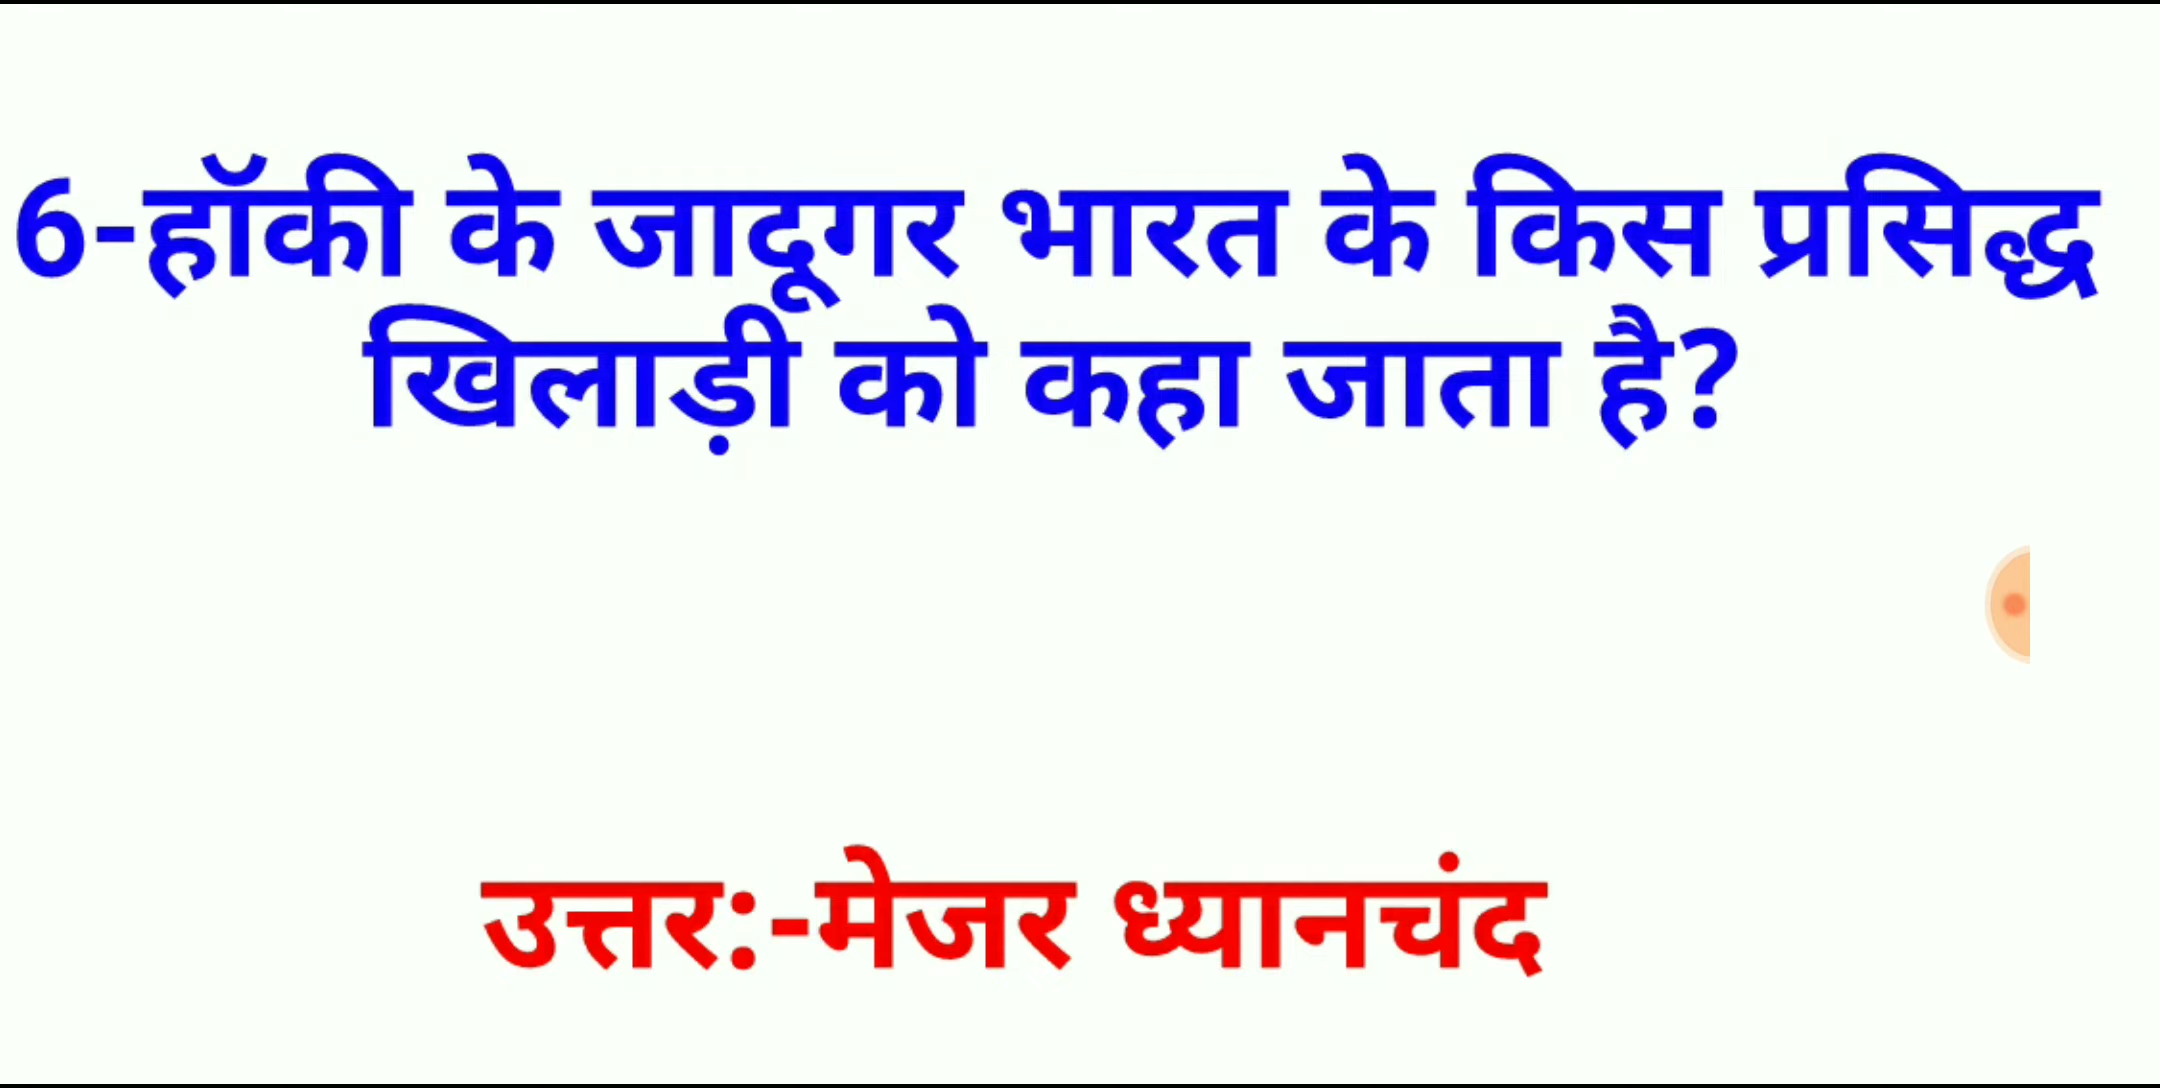 6-हॉकी के जादूगर भारत के किस प्रसिद्ध
खिलाड़ी को कहा जाता है?
उत्तर:-मेजर ध्यानचंद